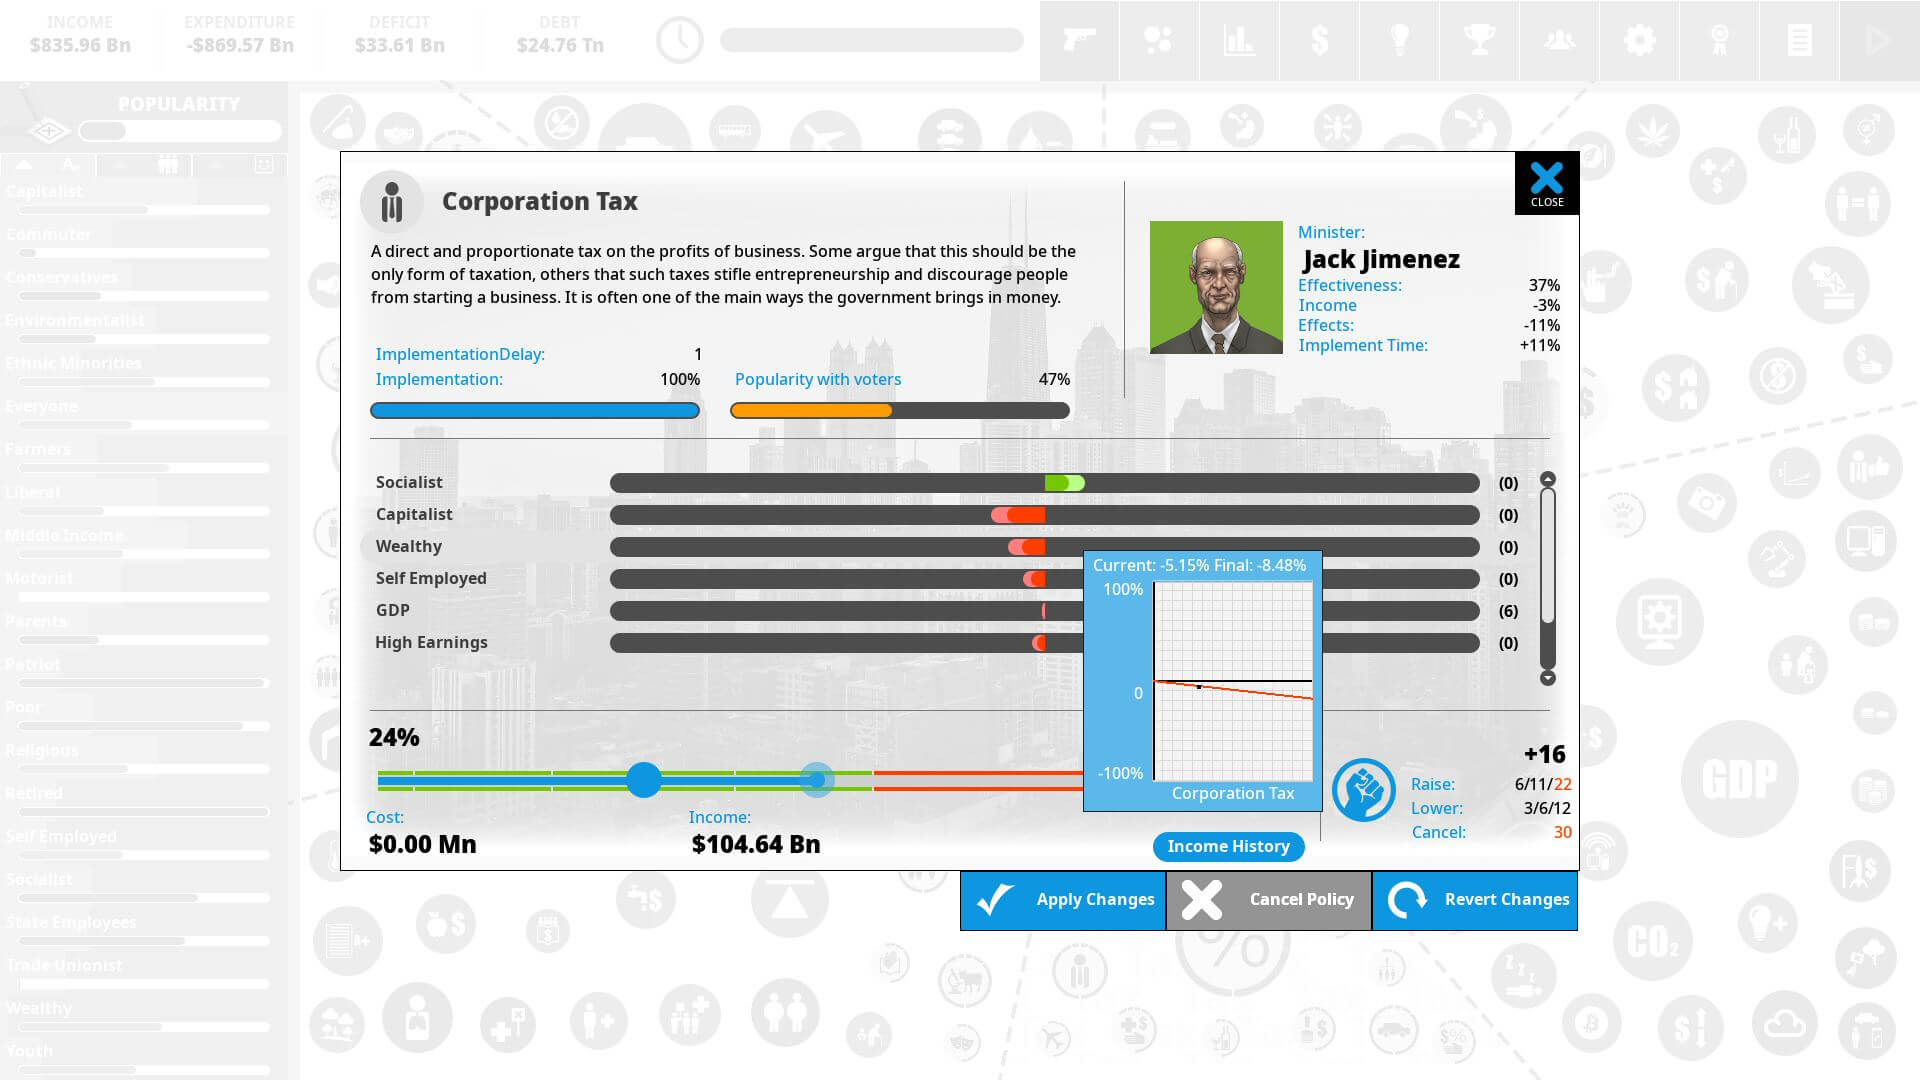 INCOME
$835.96 Bn
EXPENDITURE
-$869.57 Bn
DEFICIT
$33.61 Bn
DEBT
$24.76 Tn
POPULARITY
Capitalist
Commuter
Conservatives
Environmentalist
Ethnic Minorities
Everyone
Farmers
Liberal
Middle Income
Motorist
Parents
Patriot
Poor
Religious
Retired
Self Employed
Socialist
State Employees
Trade Unionist
Wealthy
Youth
Corporation Tax
A direct and proportionate tax on the profits of business. Some argue that this should be the
only form of taxation, others that such taxes stifle entrepreneurship and discourage people
from starting a business. It is often one of the main ways the government brings in money.
CLOSE
Minister:
Jack Jimenez
Effectiveness: 37%
Income -3%
Effects: -11%
Implement Time: +11%
ImplementationDelay: 1
Implementation: 100%
Popularity with voters 47%
Socialist (0)
Capitalist (0)
Wealthy (0)
Self Employed (0)
GDP (6)
High Earnings (0)
Current: -5.15% Final: -8.48%
100%
0
-100%
Corporation Tax
24%
Cost:
$0.00 Mn
Income:
$104.64 Bn
Income History
+16
Raise: 6/11/22
Lower: 3/6/12
Cancel: 30
Apply Changes
Cancel Policy
Revert Changes
GDP
CO2